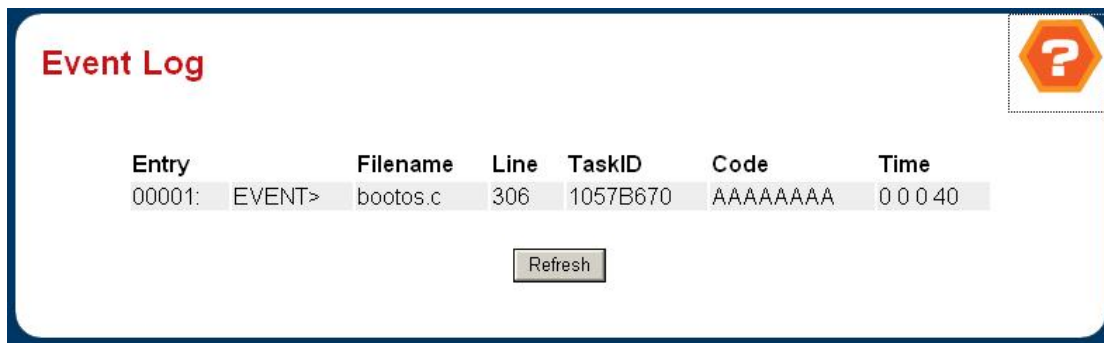 Event Log
?
Entry Filename Line TaskID Code Time
00001: EVENT> bootos.c 306 1057B670 AAAAAAAA 0 0 0 40
Refresh